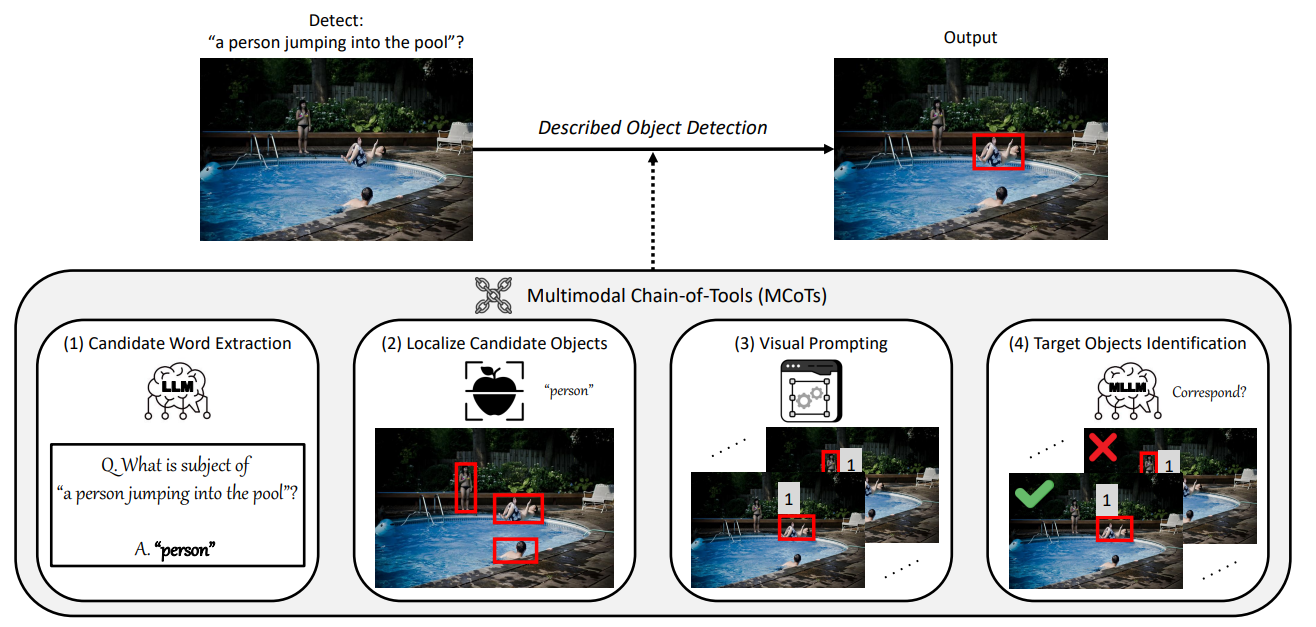 Detect:
“a person jumping into the pool”?
Output
Described Object Detection
Multimodal Chain-of-Tools (MCoTs)
(1) Candidate Word Extraction
LLM
Q. What is subject of
“a person jumping into the pool”?
A. “person”
(2) Localize Candidate Objects
“person”
(3) Visual Prompting
1
1
(4) Target Objects Identification
MLLM
Correspond?
1
1